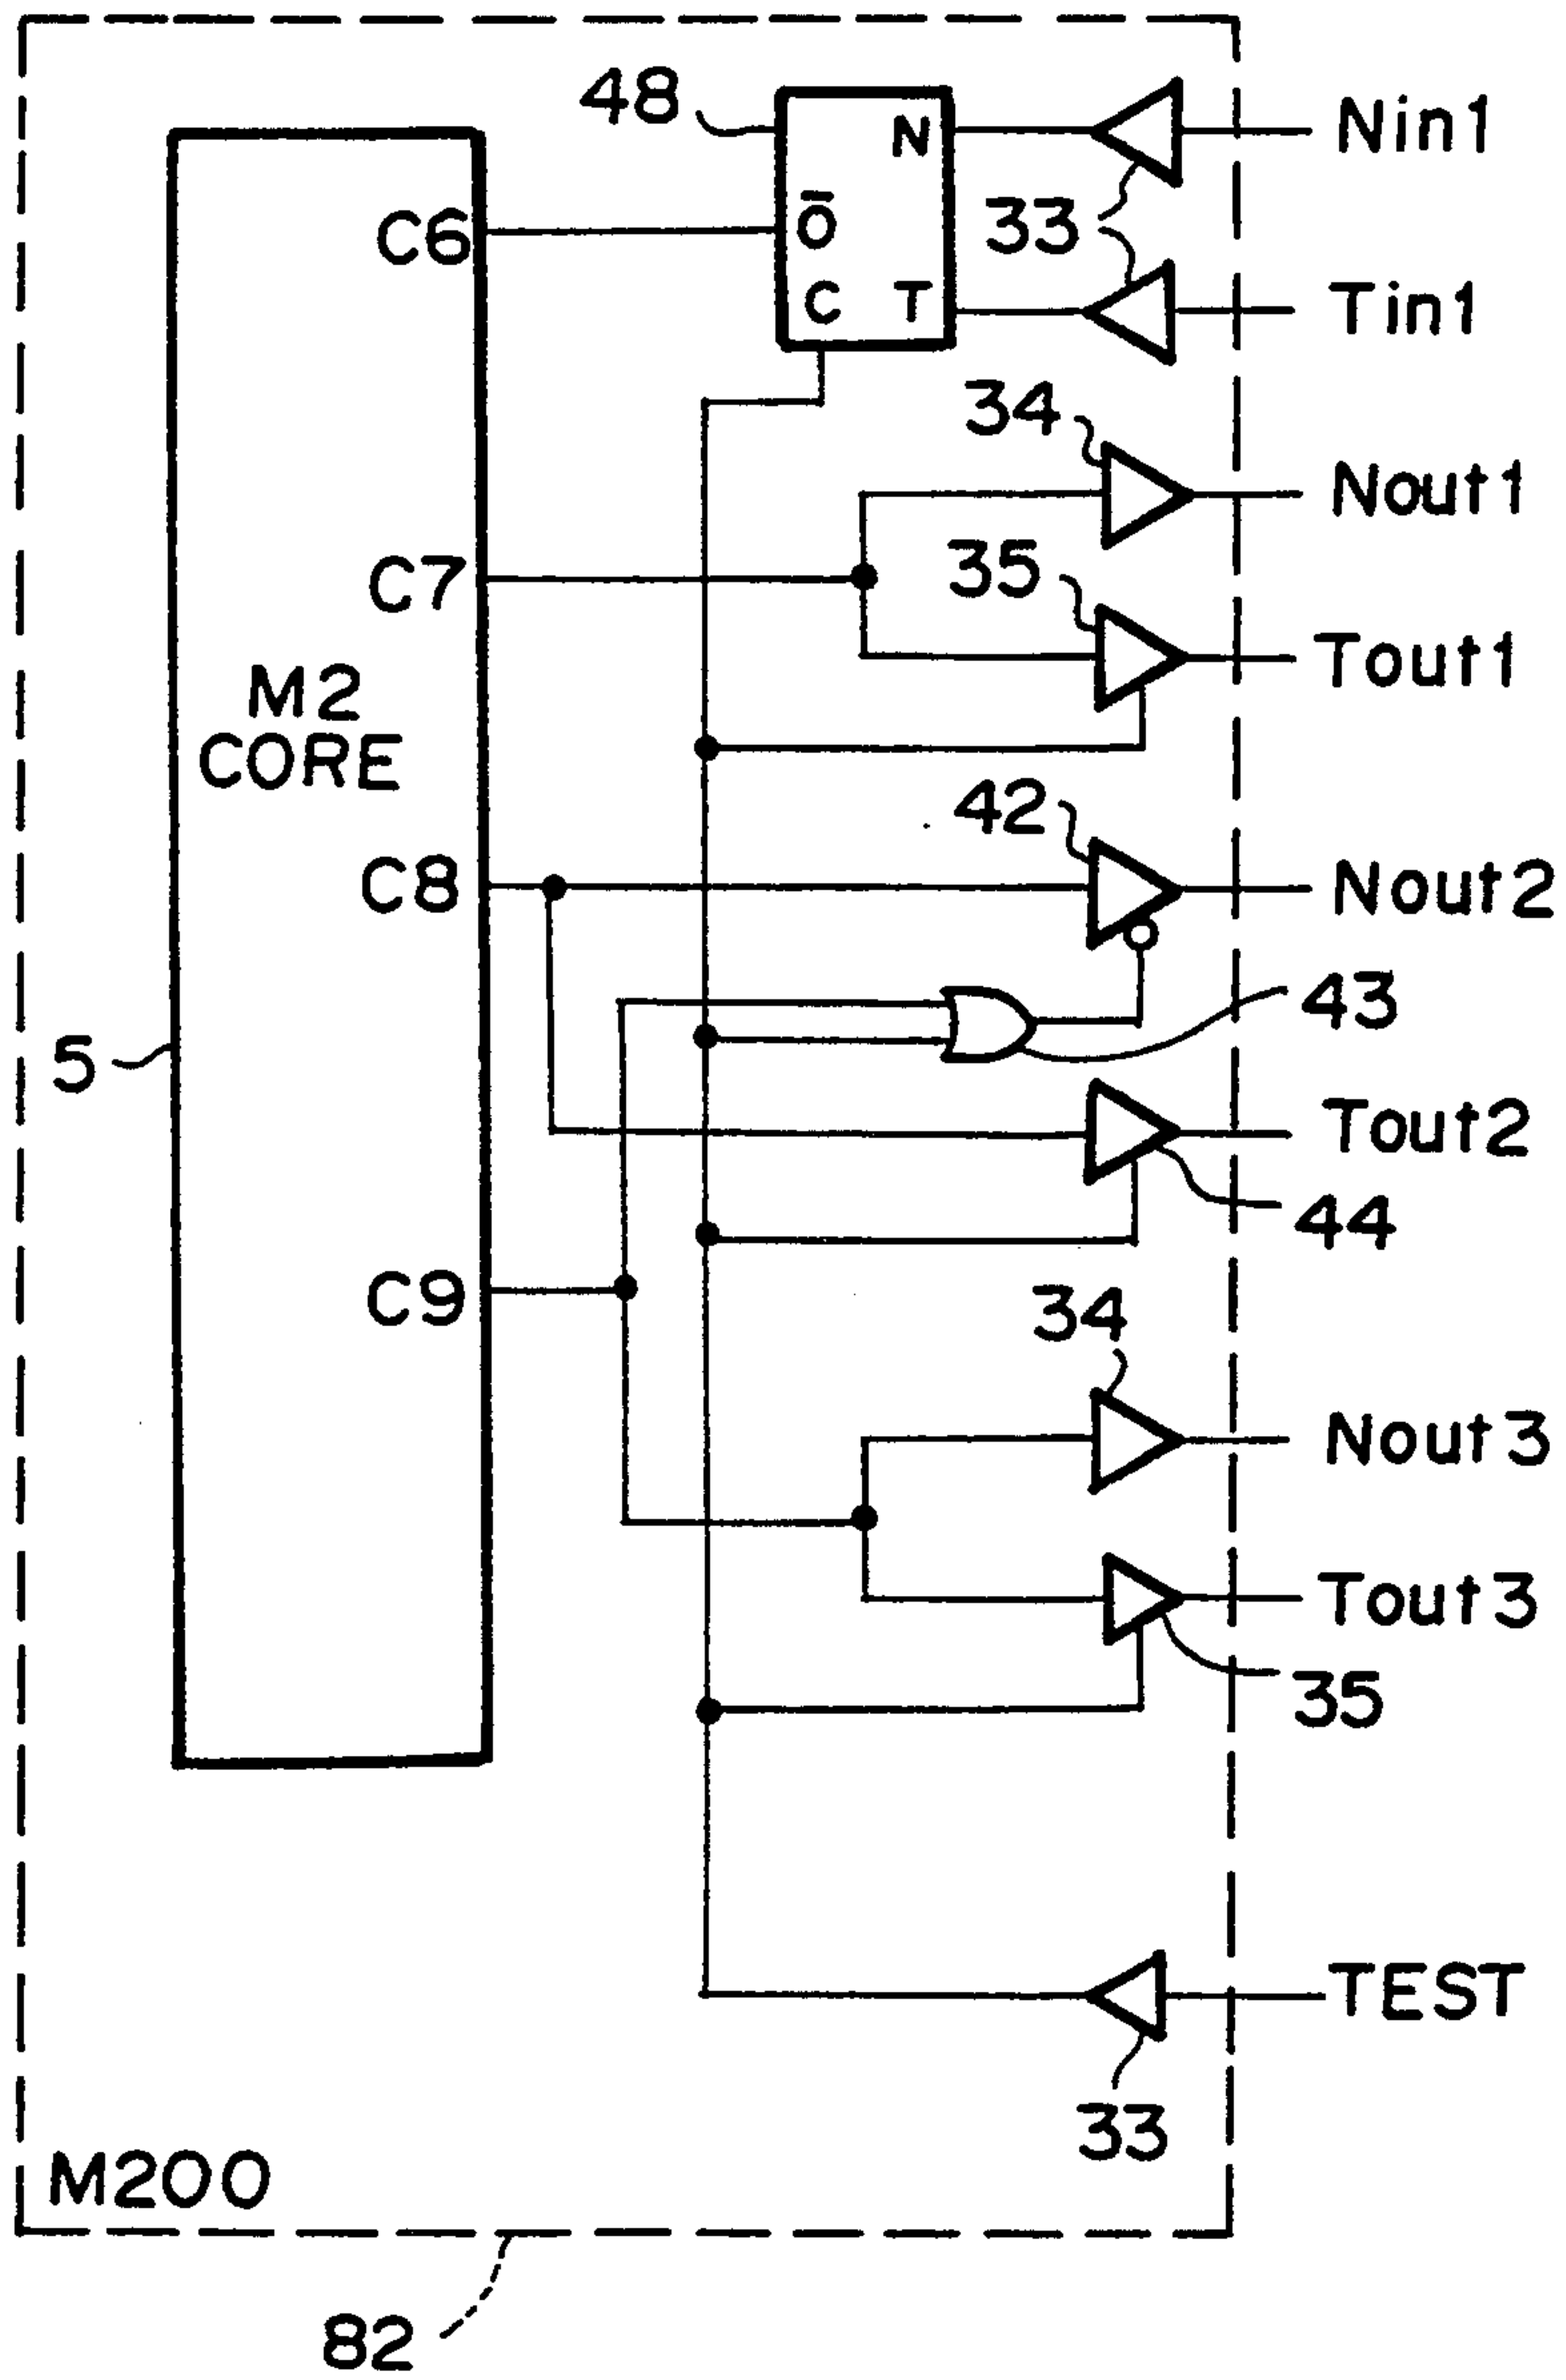 48
N
Nin1
C6
O̅
33
C
T
Tin1
34
Nout1
C7
35
Tout1
M2
CORE
42
Nout2
C8
43
5
Tout2
44
C9
34
Nout3
Tout3
35
TEST
33
M200
82